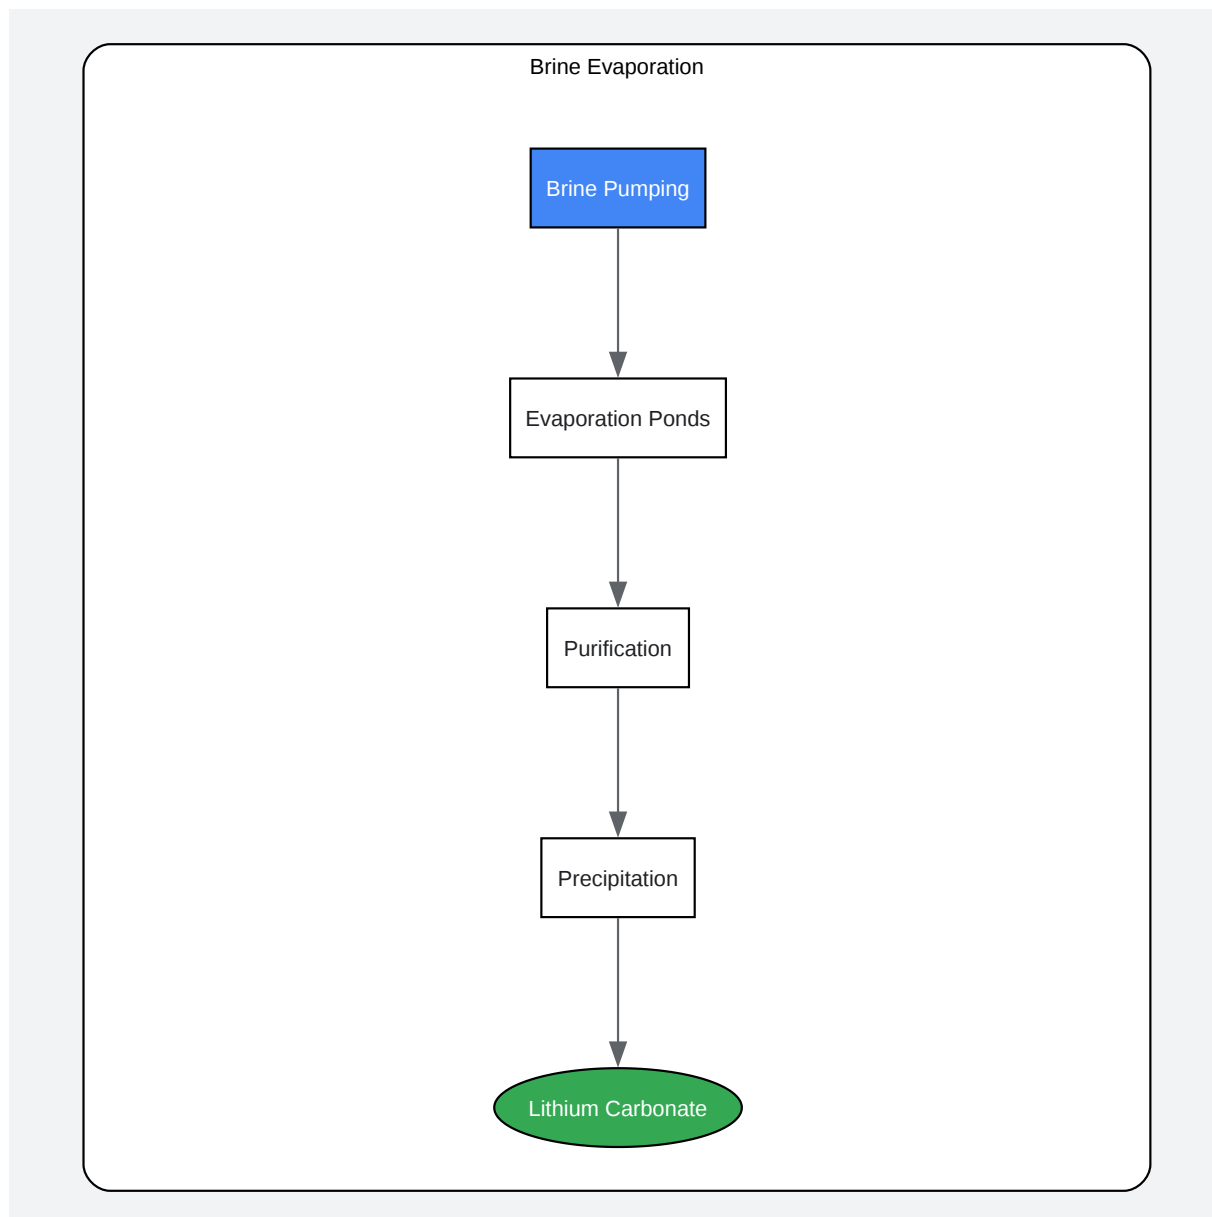 Brine Evaporation
Brine Pumping
Evaporation Ponds
Purification
Precipitation
Lithium Carbonate